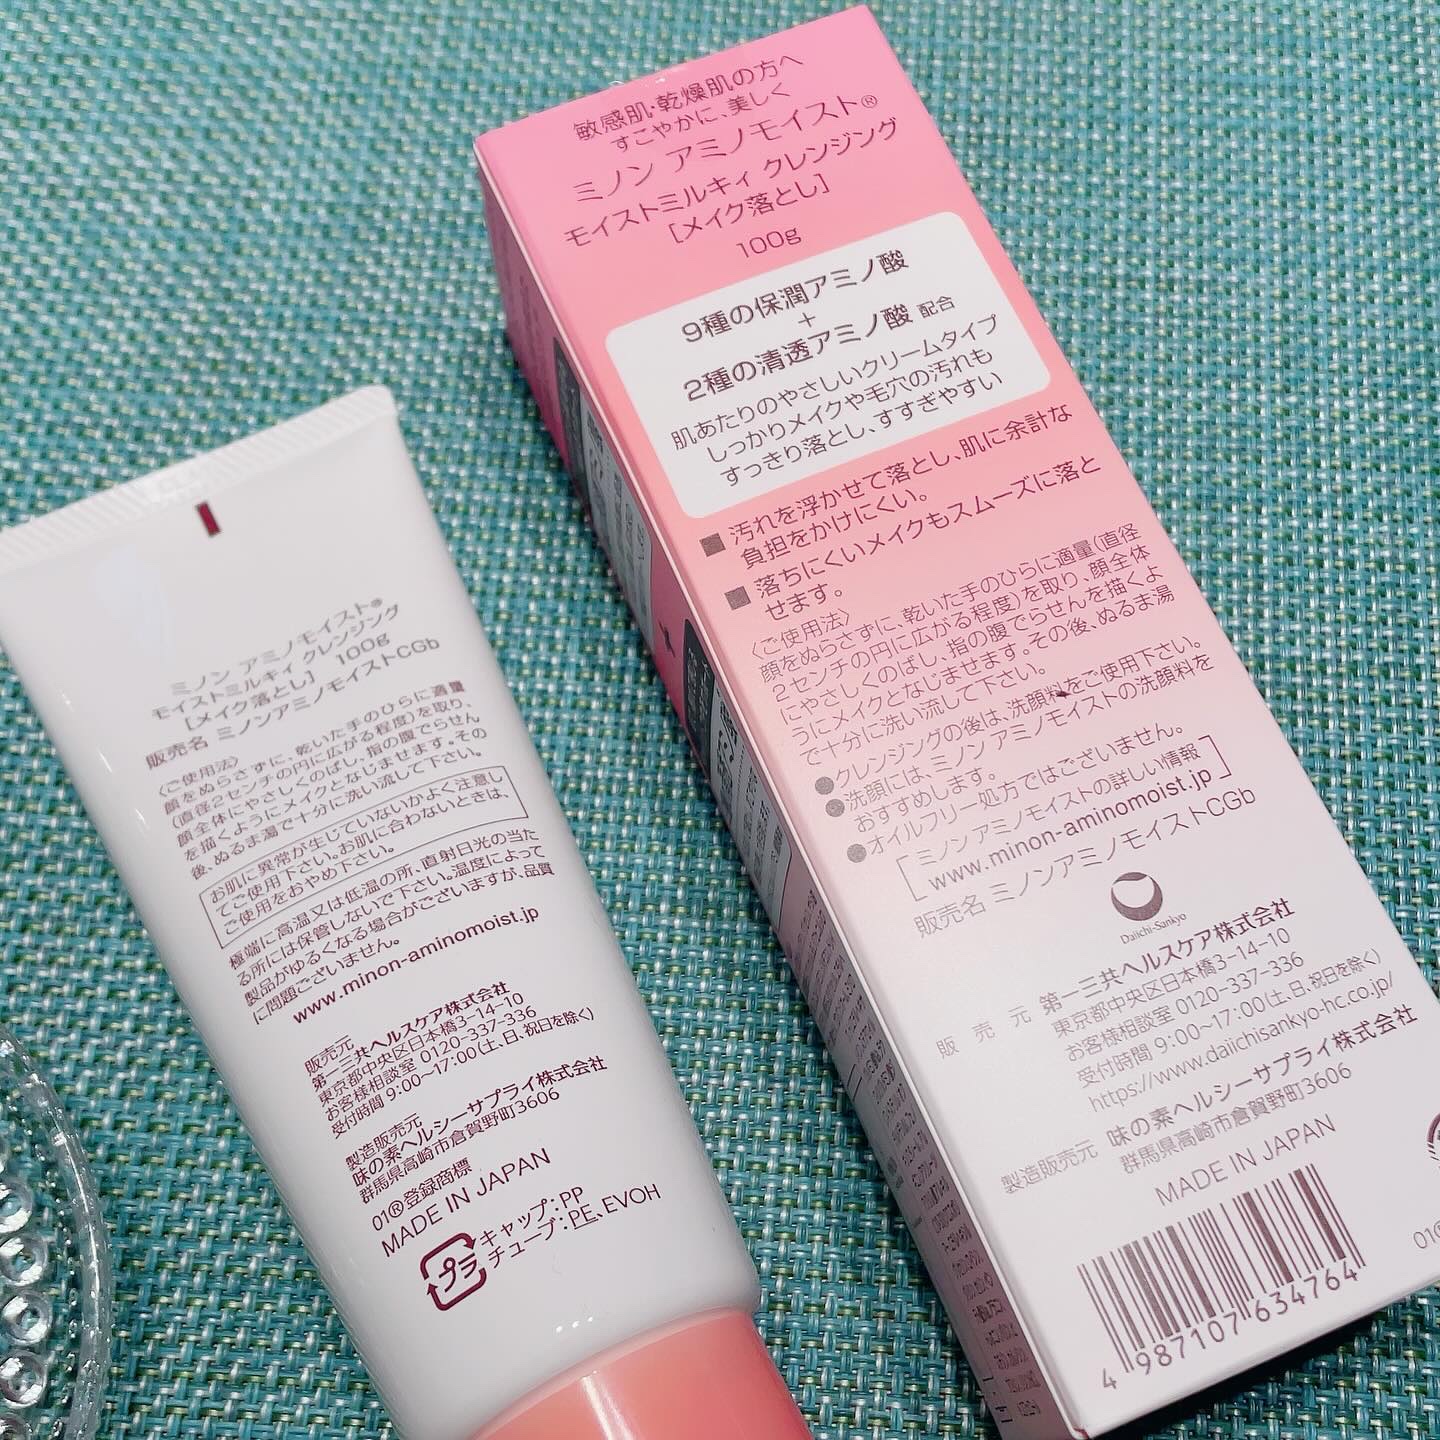 ミノン アミノモイスト®
モイストミルキィ クレンジング
[メイク落とし] 100g
販売名 ミノンアミノモイストCGb
〈ご使用法〉
顔をぬらさずに、乾いた手のひらに適量
(直径2センチの円に広がる程度)を取り、
顔全体にやさしくのばし、指の腹でらせん
を描くようにメイクとなじませます。その
後、ぬるま湯で十分に洗い流して下さい。
お肌に異常が生じていないかよく注意し
てご使用下さい。お肌に合わないときは、
ご使用をおやめ下さい。
極端に高温又は低温の所、直射日光の当た
る所には保管しないで下さい。温度によって
製品がゆるくなる場合がございますが、品質
に問題ございません。
www.minon-aminomoist.jp
販売元
第一三共ヘルスケア株式会社
東京都中央区日本橋3-14-10
お客様相談室 0120-337-336
受付時間 9:00~17:00(土、日、祝日を除く)
製造販売元
味の素ヘルシーサプライ株式会社
群馬県高崎市倉賀野町3606
01®登録商標
MADE IN JAPAN
プラ
キャップ:PP
チューブ:PE、EVOH
敏感肌・乾燥肌の方へ
すこやかに、美しく
ミノン アミノモイスト®
モイストミルキィ クレンジング
[メイク落とし]
100g
9種の保潤アミノ酸
+
2種の清透アミノ酸 配合
肌あたりのやさしいクリームタイプ
しっかりメイクや毛穴の汚れも
すっきり落とし、すすぎやすい
■ 汚れを浮かせて落とし、肌に余計な
負担をかけにくい。
■ 落ちにくいメイクもスムーズに落と
せます。
〈ご使用法〉
顔をぬらさずに、乾いた手のひらに適量(直径
2センチの円に広がる程度)を取り、顔全体
にやさしくのばし、指の腹でらせんを描くよ
うにメイクとなじませます。その後、ぬるま湯
で十分に洗い流して下さい。
●クレンジングの後は、洗顔料をご使用下さい。
●洗顔には、ミノン アミノモイストの洗顔料を
おすすめします。
●オイルフリー処方ではございません。
[ミノン アミノモイストの詳しい情報
www.minon-aminomoist.jp]
販売名 ミノンアミノモイストCGb
Daiichi-Sankyo
販売元 第一三共ヘルスケア株式会社
東京都中央区日本橋3-14-10
お客様相談室 0120-337-336
受付時間 9:00~17:00(土、日、祝日を除く)
https://www.daiichisankyo-hc.co.jp/
製造販売元 味の素ヘルシーサプライ株式会社
群馬県高崎市倉賀野町3606
MADE IN JAPAN
01®
4 987107 634764